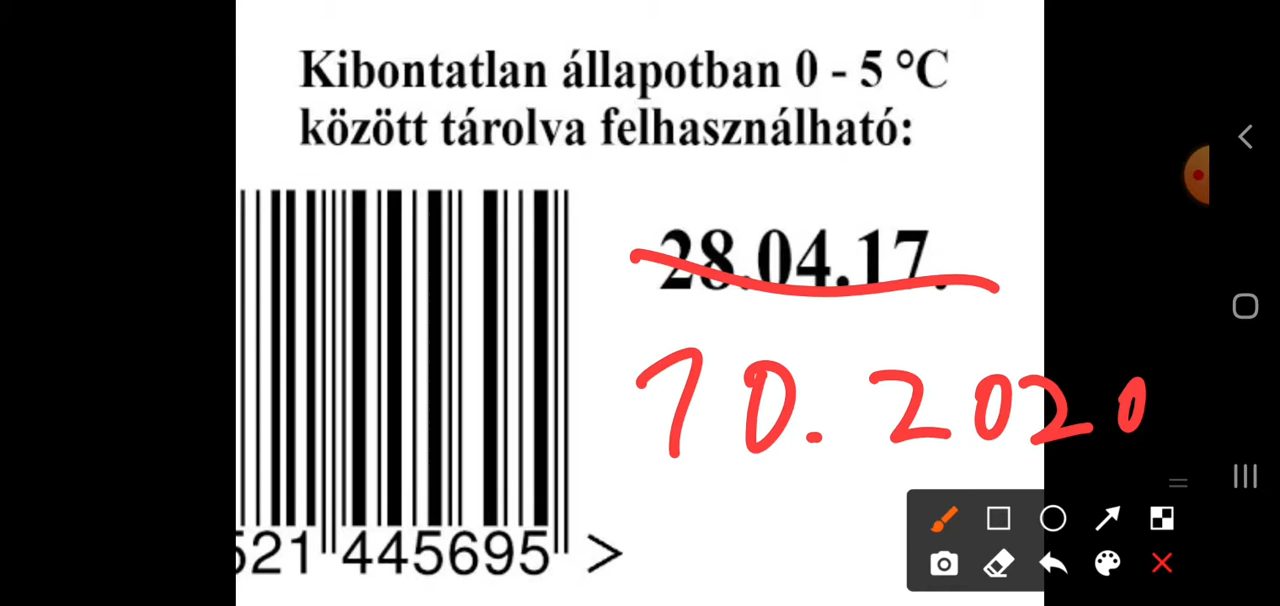 Kibontatlan állapotban 0 - 5 °C
között tárolva felhasználható:
28.04.17.
10.2020
521 445695 >